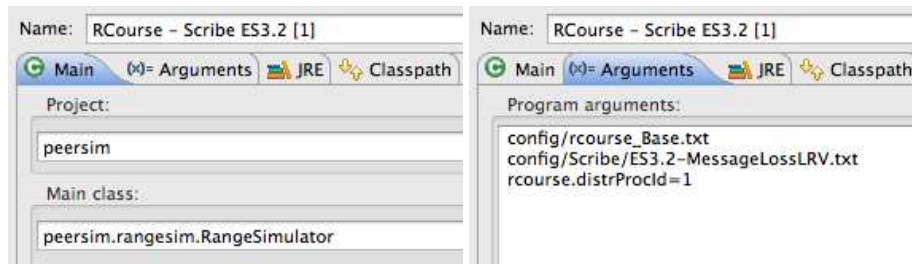 Name: RCourse – Scribe ES3.2 [1]
Main (x)= Arguments JRE Classpath
Project:
peersim
Main class:
peersim.rangesim.RangeSimulator
Name: RCourse – Scribe ES3.2 [1]
Main (x)= Arguments JRE Classpath
Program arguments:
config/rcourse_Base.txt
config/Scribe/ES3.2-MessageLossLRV.txt
rcourse.distrProcId=1